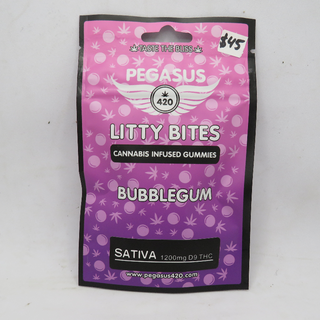 TASTE THE BLISS
$45
PEGASUS
420
LITTY BITES
CANNABIS INFUSED GUMMIES
BUBBLEGUM
SATIVA 1200mg D9 THC
www.pegasus420.com